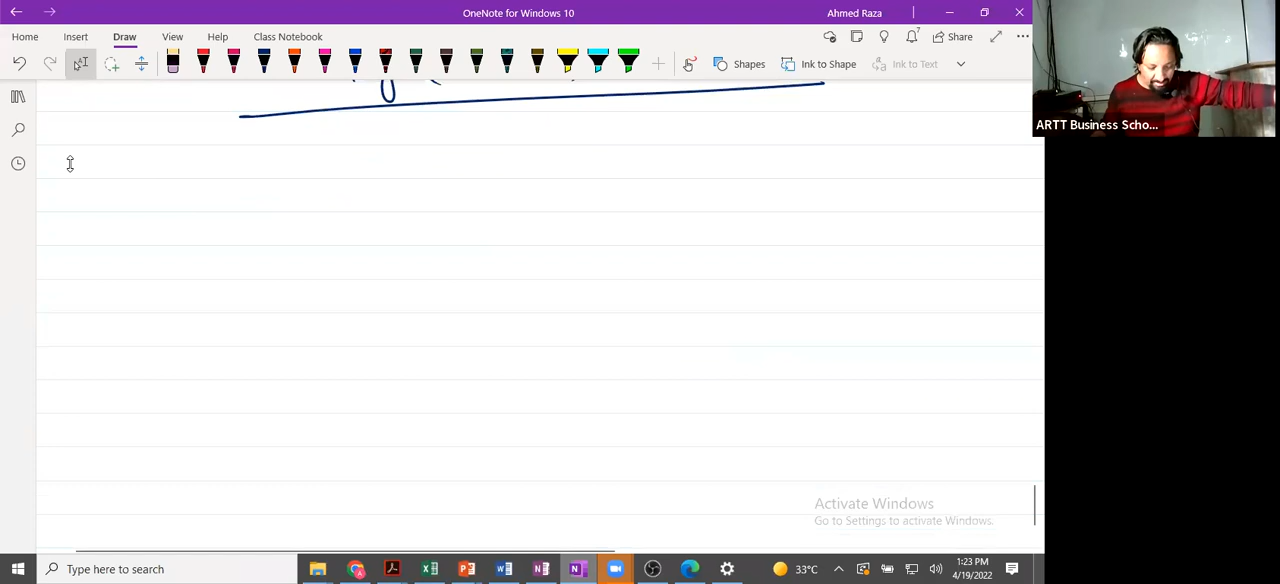 OneNote for Windows 10
Ahmed Raza
Home Insert Draw View Help Class Notebook
Share
Shapes Ink to Shape Ink to Text
ARTT Business Scho...
Activate Windows
Go to Settings to activate Windows.
Type here to search
33°C
1:23 PM
4/19/2022